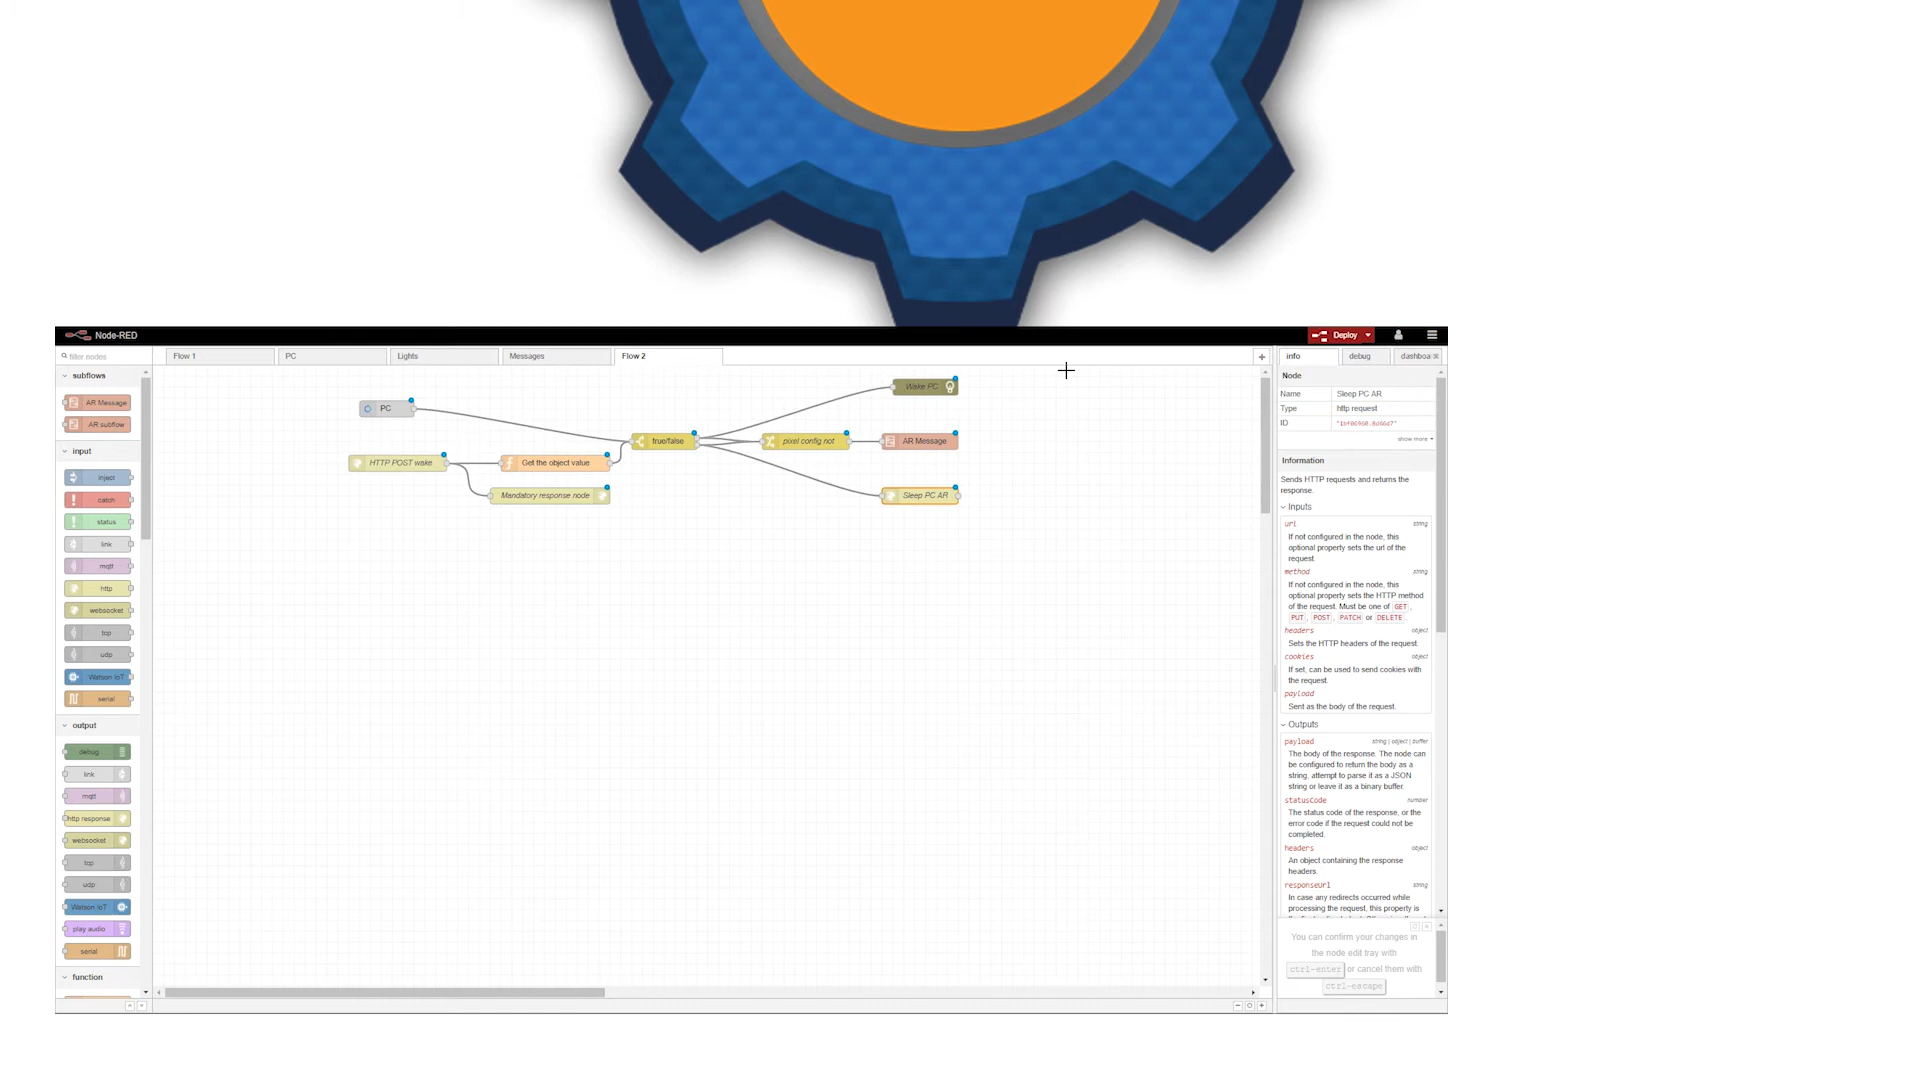 Node-RED
Deploy
filter nodes
Flow 1
PC
Lights
Messages
Flow 2
info
debug
dashboa
subflows
AR Message
AR subflow
input
inject
catch
status
link
mqtt
http
websocket
tcp
udp
Watson IoT
serial
output
debug
link
mqtt
http response
websocket
tcp
udp
Watson IoT
play audio
serial
function
PC
HTTP POST wake
Get the object value
Mandatory response node
true/false
pixel config not
Wake PC
AR Message
Sleep PC AR
Node
Name Sleep PC AR
Type http request
ID
show more
Information
Sends HTTP requests and returns the
response.
Inputs
url string
If not configured in the node, this
optional property sets the url of the
request.
method string
If not configured in the node, this
optional property sets the HTTP method
of the request. Must be one of GET,
PUT, POST, PATCH or DELETE.
headers object
Sets the HTTP headers of the request.
cookies object
If set, can be used to send cookies with
the request.
payload
Sent as the body of the request.
Outputs
payload string | object | buffer
The body of the response. The node can
be configured to return the body as a
string, attempt to parse it as a JSON
string or leave it as a binary buffer.
statusCode number
The status code of the response, or the
error code if the request could not be
completed.
headers object
An object containing the response
headers.
responseUrl string
In case any redirects occurred while
processing the request, this property is
You can confirm your changes in
the node edit tray with
ctrl-enter or cancel them with
ctrl-escape